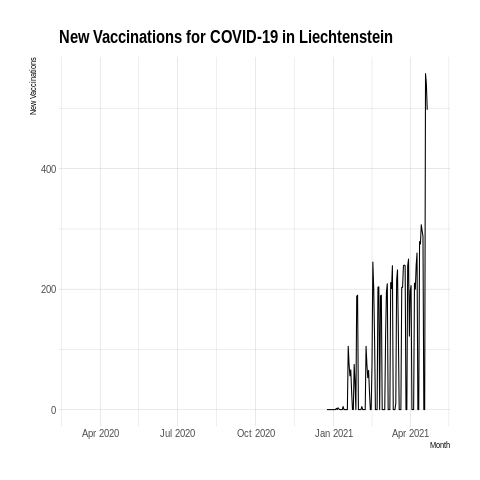 New Vaccinations for COVID-19 in Liechtenstein
New Vaccinations
400
200
0
Apr 2020 Jul 2020 Oct 2020 Jan 2021 Apr 2021
Month